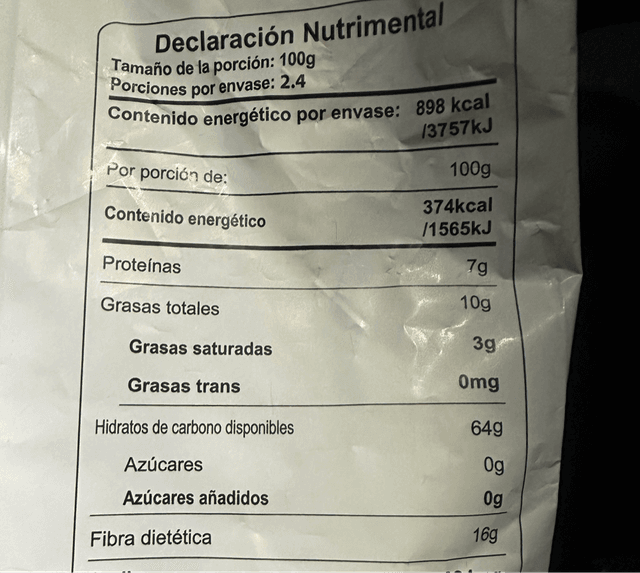 Declaración Nutrimental
Tamaño de la porción: 100g
Porciones por envase: 2.4
Contenido energético por envase: 898 kcal
/3757kJ
Por porción de: 100g
Contenido energético 374kcal
/1565kJ
Proteínas 7g
Grasas totales 10g
Grasas saturadas 3g
Grasas trans 0mg
Hidratos de carbono disponibles 64g
Azúcares 0g
Azúcares añadidos 0g
Fibra dietética 16g